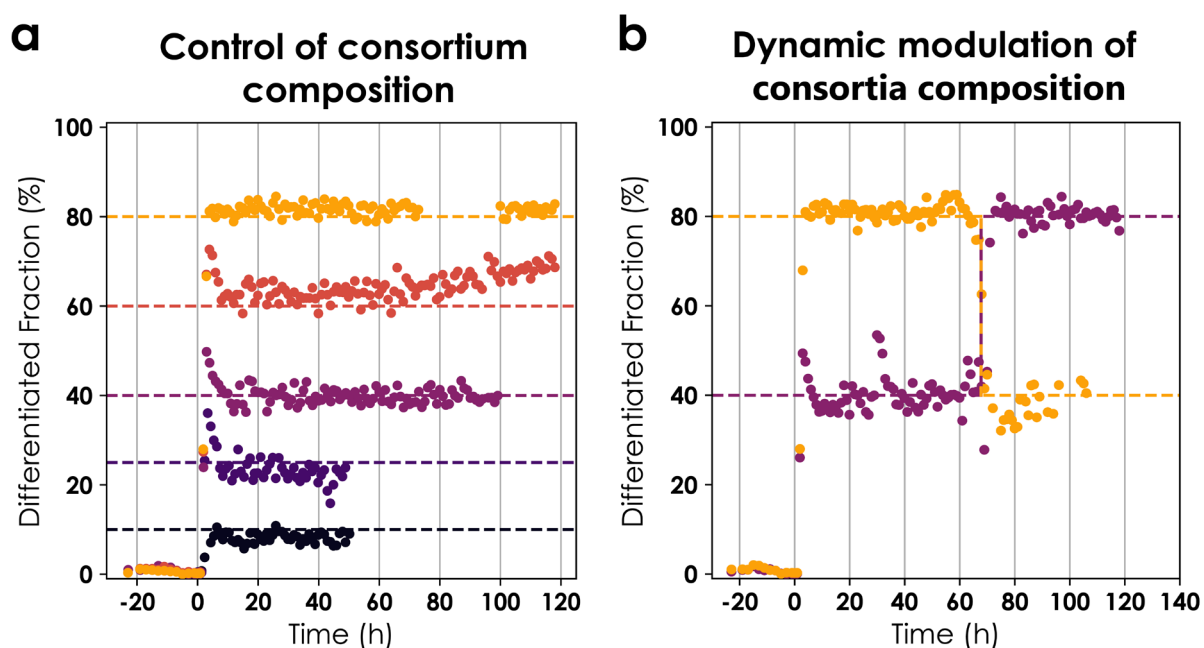 a
Control of consortium
composition
Differentiated Fraction (%)
100
80
60
40
20
0
-20 0 20 40 60 80 100 120
Time (h)
b
Dynamic modulation of
consortia composition
Differentiated Fraction (%)
100
80
60
40
20
0
-20 0 20 40 60 80 100 120 140
Time (h)